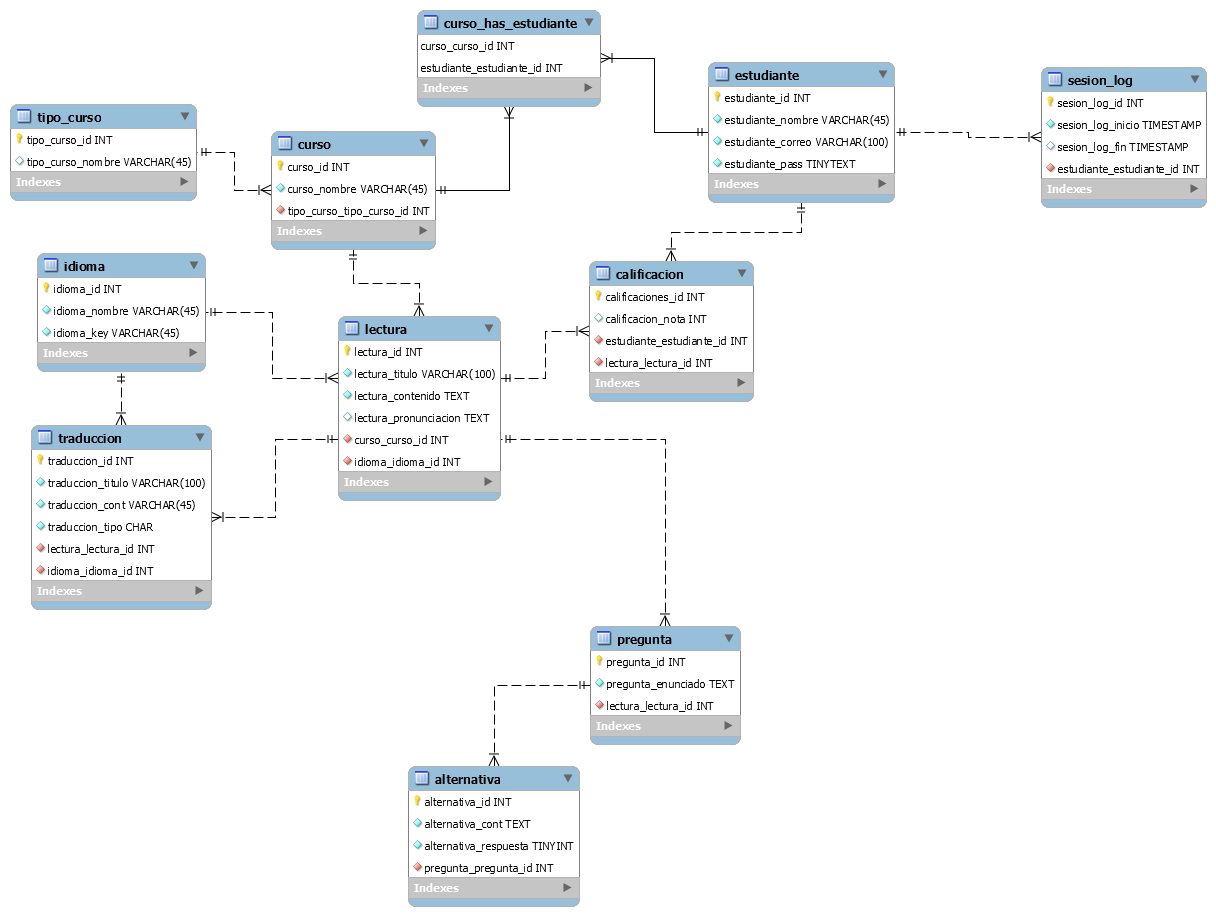 curso_has_estudiante
curso_curso_id INT
estudiante_estudiante_id INT
Indexes
estudiante
estudiante_id INT
estudiante_nombre VARCHAR(45)
estudiante_correo VARCHAR(100)
estudiante_pass TINYTEXT
Indexes
sesion_log
sesion_log_id INT
sesion_log_inicio TIMESTAMP
sesion_log_fin TIMESTAMP
estudiante_estudiante_id INT
Indexes
tipo_curso
tipo_curso_id INT
tipo_curso_nombre VARCHAR(45)
Indexes
curso
curso_id INT
curso_nombre VARCHAR(45)
tipo_curso_tipo_curso_id INT
Indexes
idioma
idioma_id INT
idioma_nombre VARCHAR(45)
idioma_key VARCHAR(45)
Indexes
calificacion
calificaciones_id INT
calificacion_nota INT
estudiante_estudiante_id INT
lectura_lectura_id INT
Indexes
lectura
lectura_id INT
lectura_titulo VARCHAR(100)
lectura_contenido TEXT
lectura_pronunciacion TEXT
curso_curso_id INT
idioma_idioma_id INT
Indexes
traduccion
traduccion_id INT
traduccion_titulo VARCHAR(100)
traduccion_cont VARCHAR(45)
traduccion_tipo CHAR
lectura_lectura_id INT
idioma_idioma_id INT
Indexes
pregunta
pregunta_id INT
pregunta_enunciado TEXT
lectura_lectura_id INT
Indexes
alternativa
alternativa_id INT
alternativa_cont TEXT
alternativa_respuesta TINYINT
pregunta_pregunta_id INT
Indexes